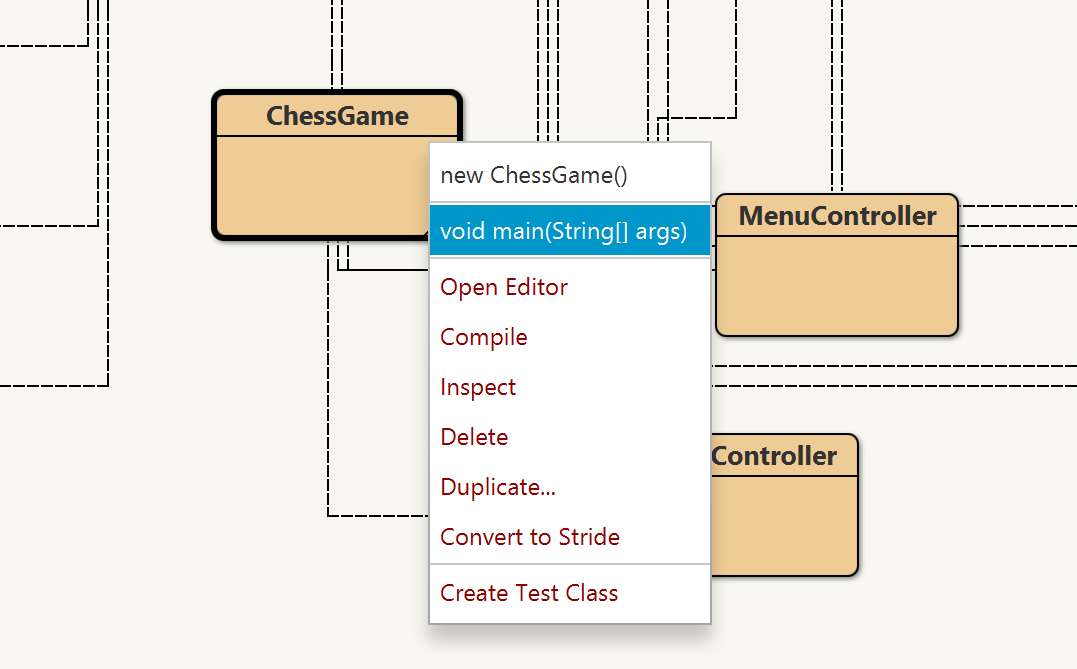 ChessGame
new ChessGame()
void main(String[] args)
MenuController
Open Editor
Compile
Inspect
Delete
Controller
Duplicate...
Convert to Stride
Create Test Class